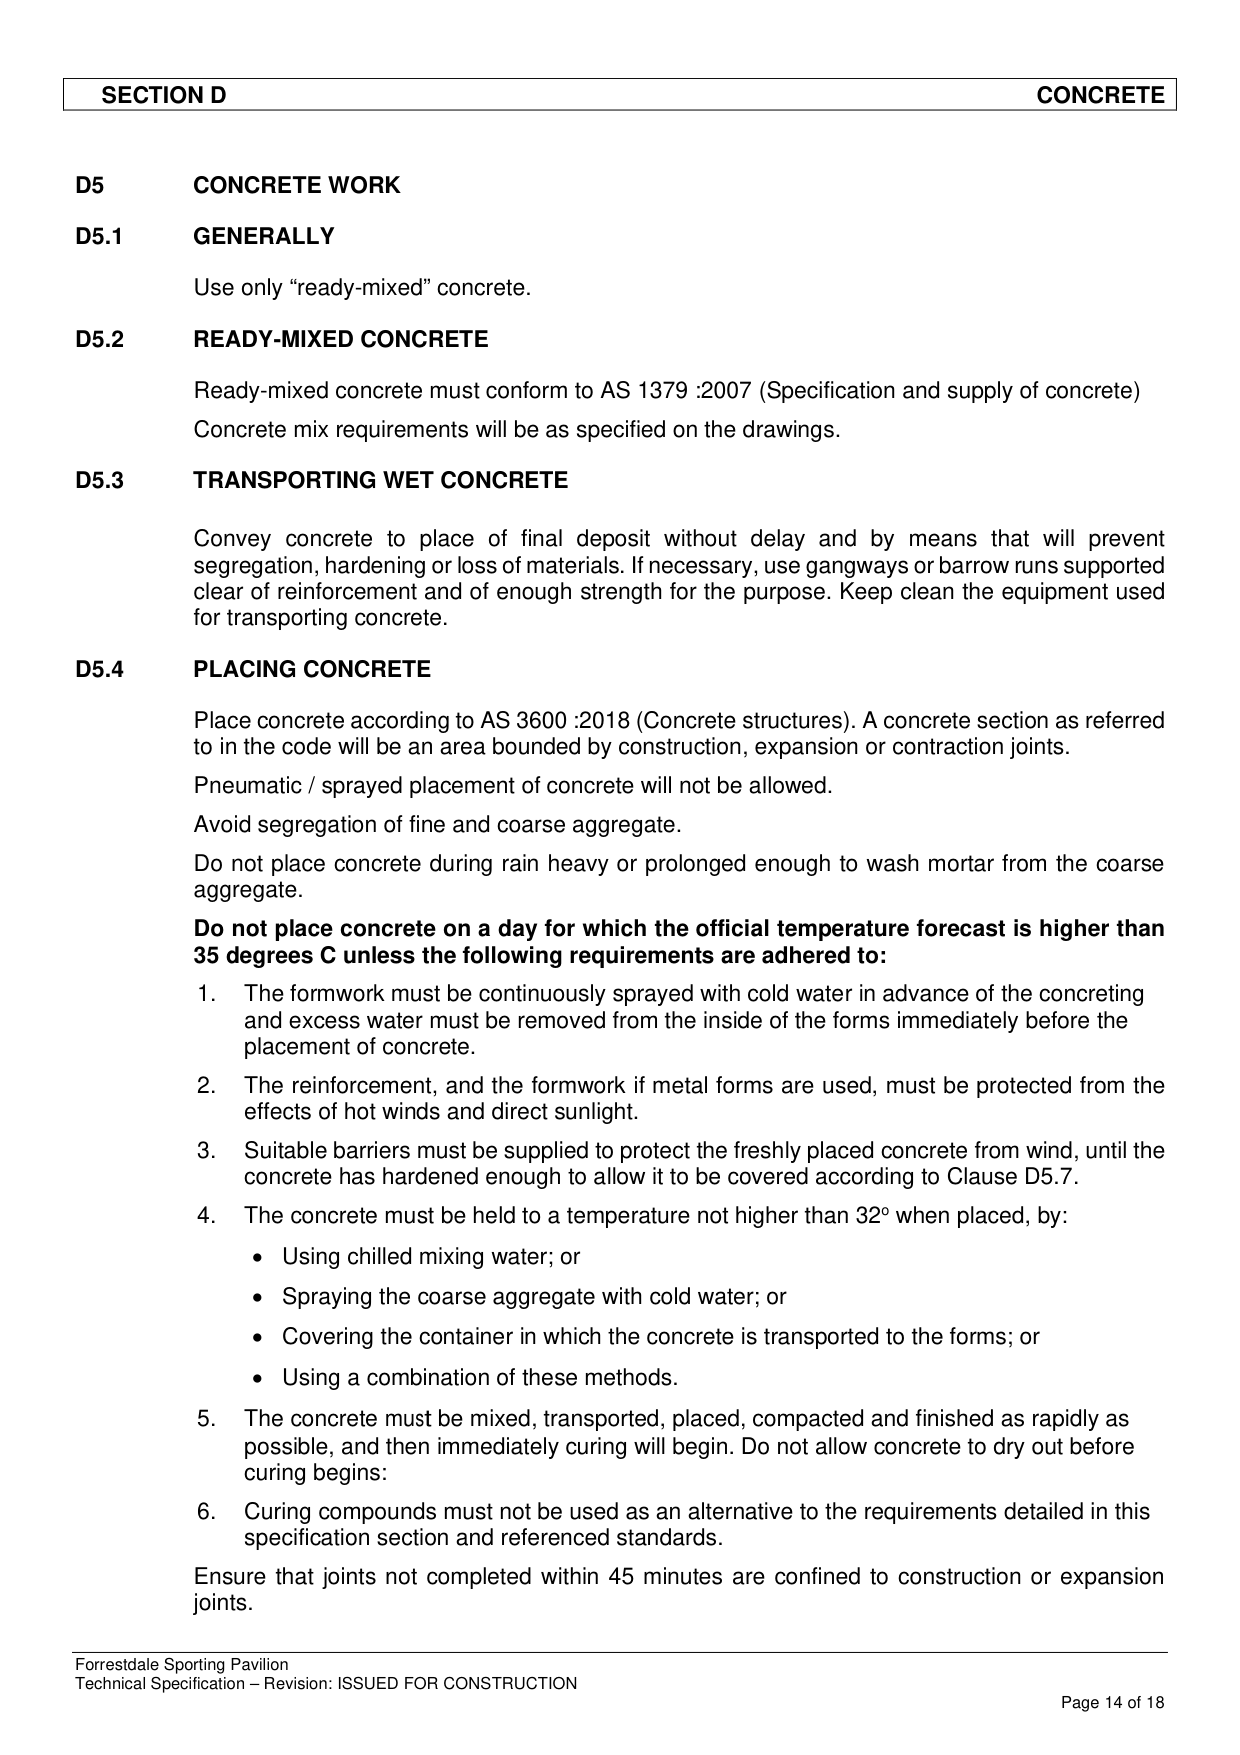 SECTION D CONCRETE
D5 CONCRETE WORK
D5.1 GENERALLY
Use only “ready-mixed” concrete.
D5.2 READY-MIXED CONCRETE
Ready-mixed concrete must conform to AS 1379 :2007 (Specification and supply of concrete)
Concrete mix requirements will be as specified on the drawings.
D5.3 TRANSPORTING WET CONCRETE
Convey concrete to place of final deposit without delay and by means that will prevent
segregation, hardening or loss of materials. If necessary, use gangways or barrow runs supported
clear of reinforcement and of enough strength for the purpose. Keep clean the equipment used
for transporting concrete.
D5.4 PLACING CONCRETE
Place concrete according to AS 3600 :2018 (Concrete structures). A concrete section as referred
to in the code will be an area bounded by construction, expansion or contraction joints.
Pneumatic / sprayed placement of concrete will not be allowed.
Avoid segregation of fine and coarse aggregate.
Do not place concrete during rain heavy or prolonged enough to wash mortar from the coarse
aggregate.
Do not place concrete on a day for which the official temperature forecast is higher than
35 degrees C unless the following requirements are adhered to:
1. The formwork must be continuously sprayed with cold water in advance of the concreting
and excess water must be removed from the inside of the forms immediately before the
placement of concrete.
2. The reinforcement, and the formwork if metal forms are used, must be protected from the
effects of hot winds and direct sunlight.
3. Suitable barriers must be supplied to protect the freshly placed concrete from wind, until the
concrete has hardened enough to allow it to be covered according to Clause D5.7.
4. The concrete must be held to a temperature not higher than 32º when placed, by:
• Using chilled mixing water; or
• Spraying the coarse aggregate with cold water; or
• Covering the container in which the concrete is transported to the forms; or
• Using a combination of these methods.
5. The concrete must be mixed, transported, placed, compacted and finished as rapidly as
possible, and then immediately curing will begin. Do not allow concrete to dry out before
curing begins:
6. Curing compounds must not be used as an alternative to the requirements detailed in this
specification section and referenced standards.
Ensure that joints not completed within 45 minutes are confined to construction or expansion
joints.
Forrestdale Sporting Pavilion
Technical Specification – Revision: ISSUED FOR CONSTRUCTION
Page 14 of 18